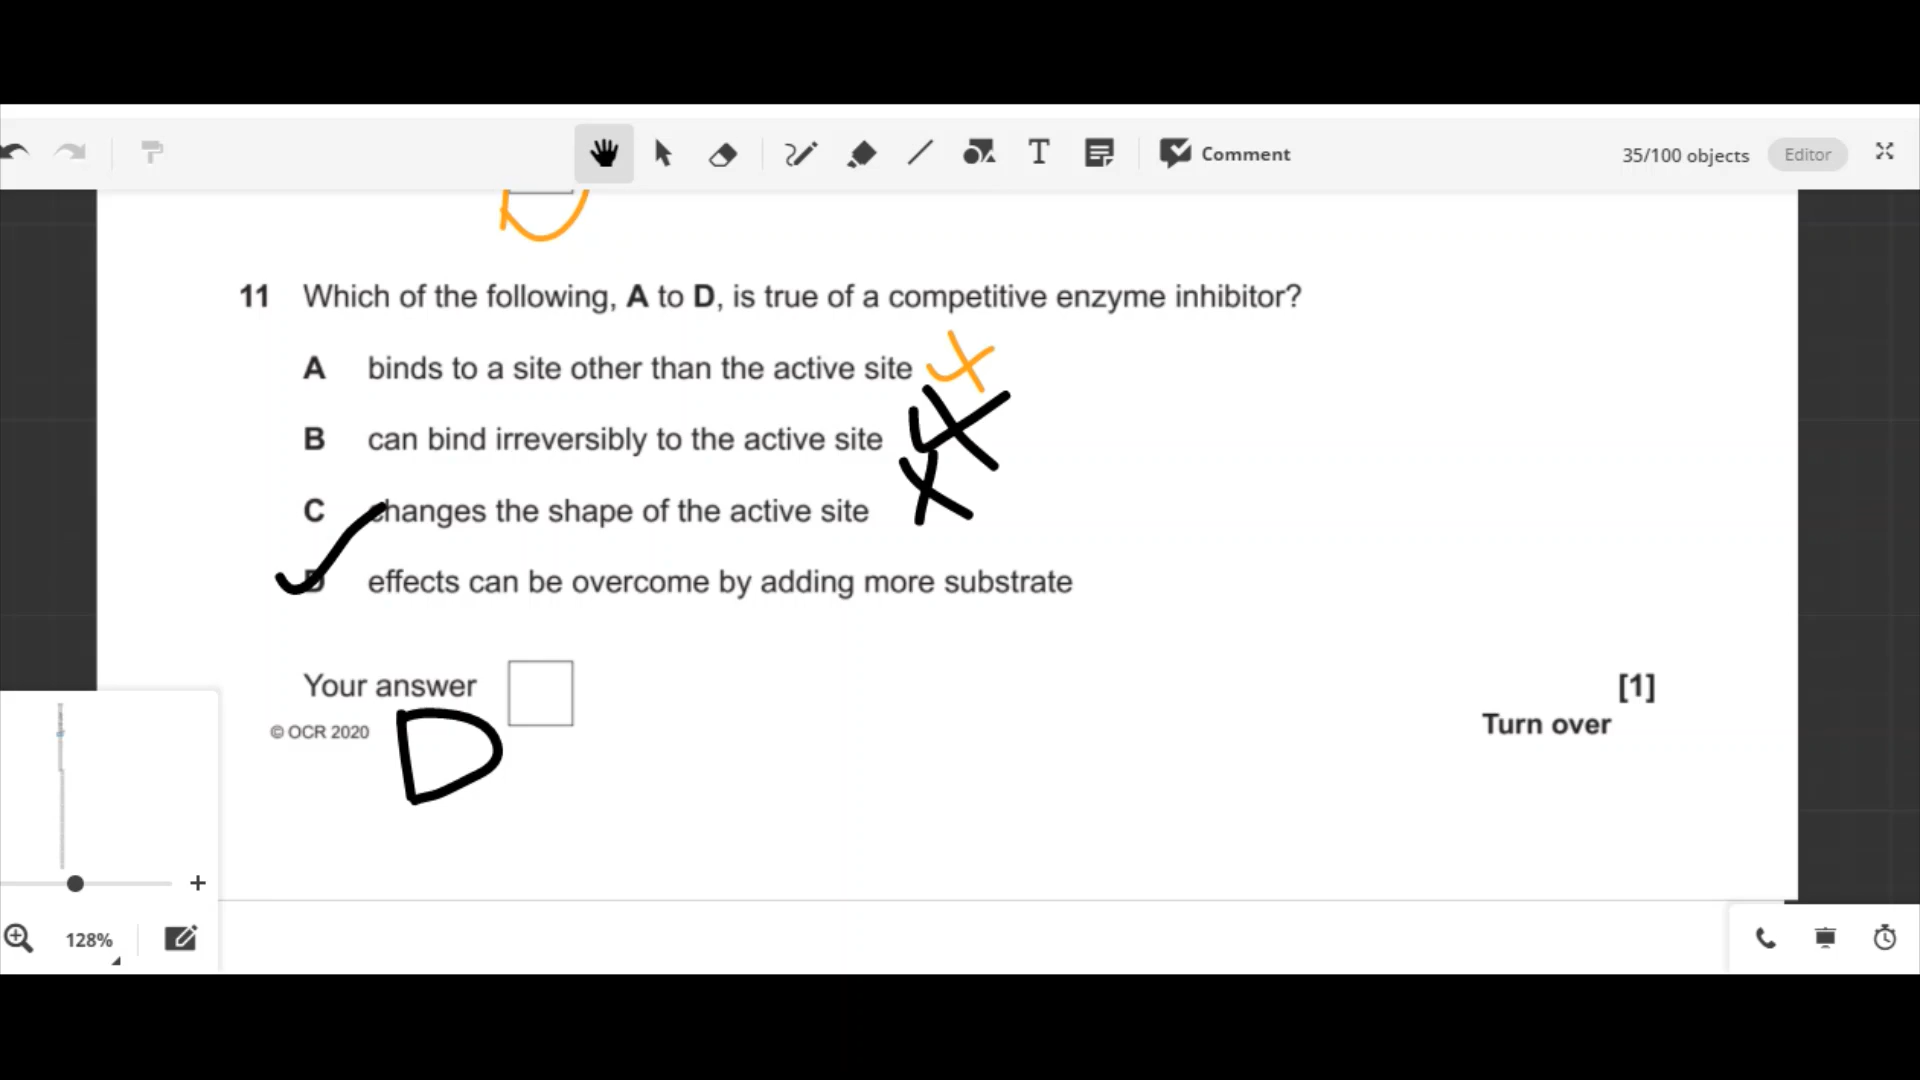 Comment
35/100 objects
Editor
11 Which of the following, A to D, is true of a competitive enzyme inhibitor?
A binds to a site other than the active site
B can bind irreversibly to the active site
C changes the shape of the active site
D effects can be overcome by adding more substrate
Your answer
[1]
© OCR 2020
D
Turn over
128%